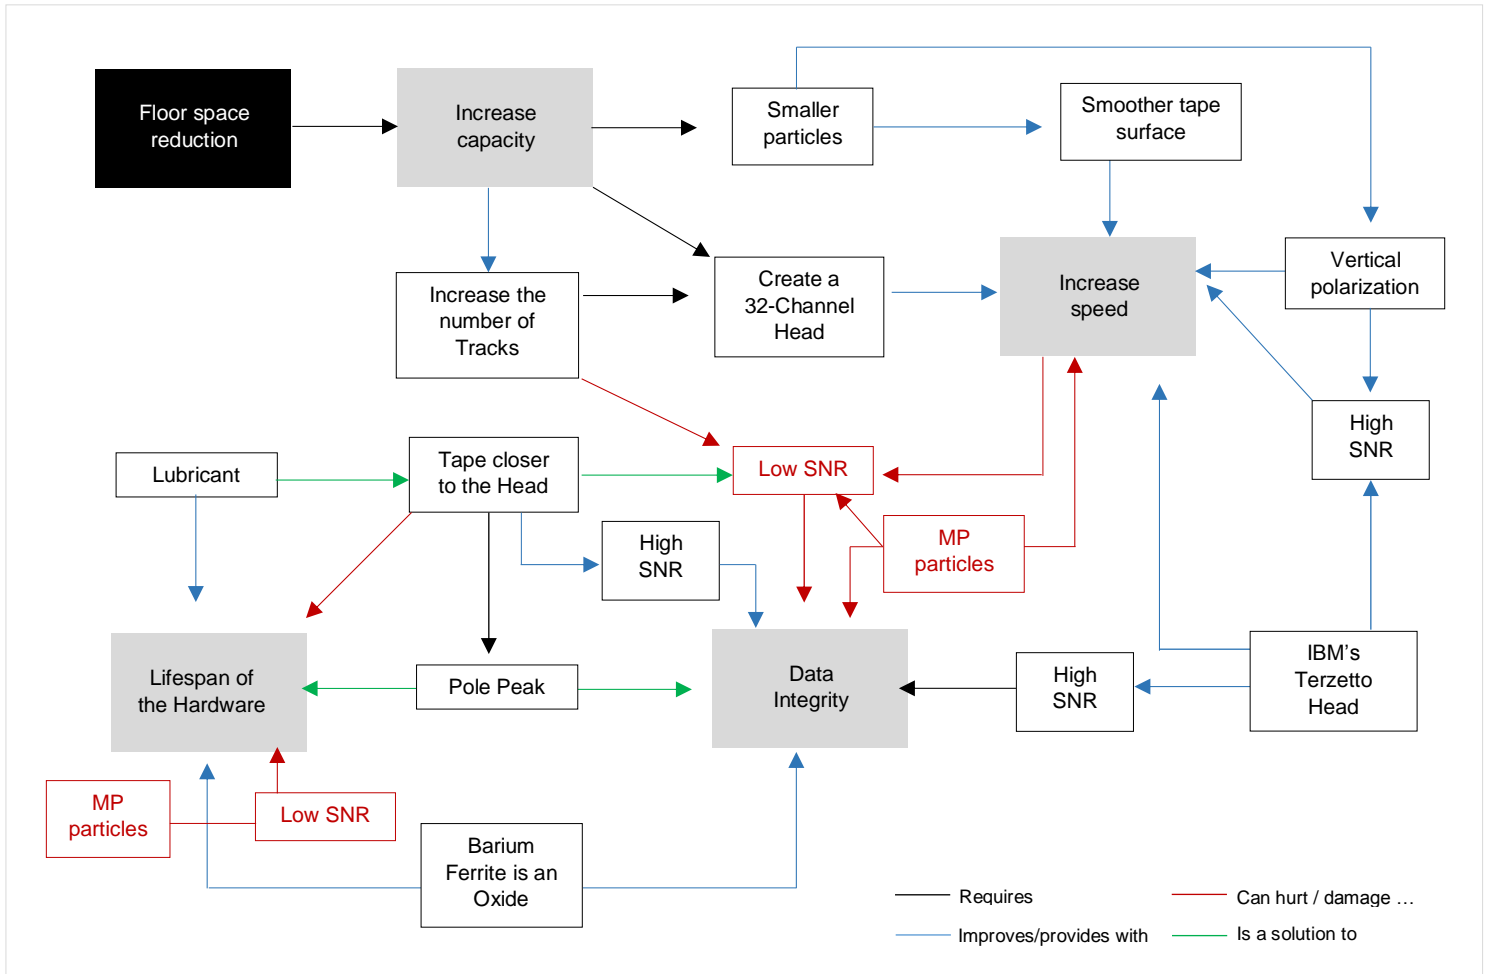 Floor space
reduction
Increase
capacity
Smaller
particles
Smoother tape
surface
Increase the
number of
Tracks
Create a
32-Channel
Head
Increase
speed
Vertical
polarization
High
SNR
Lubricant
Tape closer
to the Head
Low SNR
High
SNR
MP
particles
Lifespan of
the Hardware
Pole Peak
Data
Integrity
High
SNR
IBM’s
Terzetto
Head
MP
particles
Low SNR
Barium
Ferrite is an
Oxide
Requires
Can hurt / damage …
Improves/provides with
Is a solution to